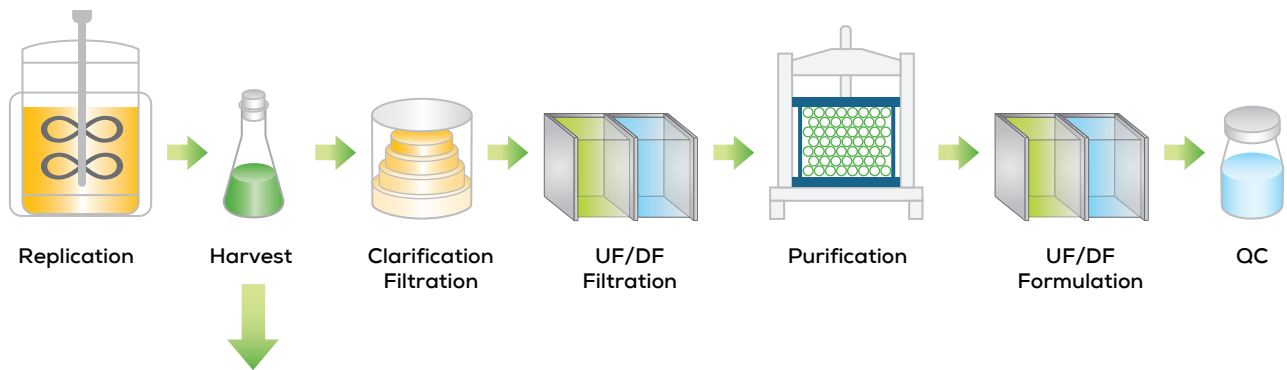 Replication
Harvest
Clarification
Filtration
UF/DF
Filtration
Purification
UF/DF
Formulation
QC